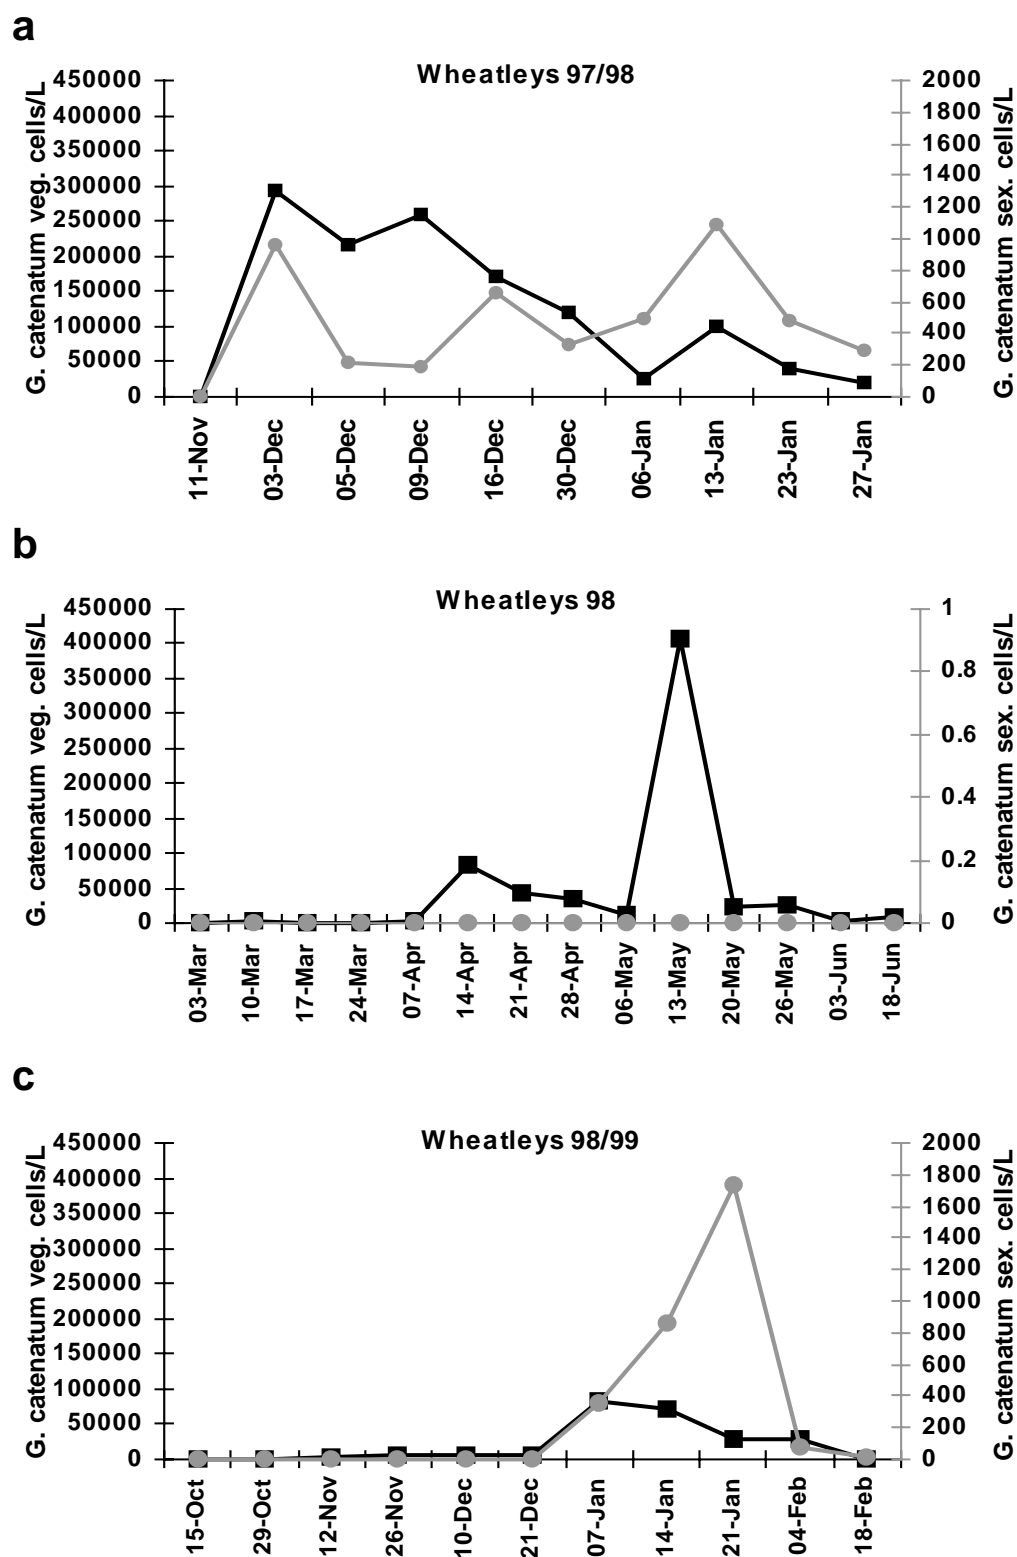 a
Wheatleys 97/98
G. catenatum veg. cells/L
450000
400000
350000
300000
250000
200000
150000
100000
50000
0
2000
1800
1600
1400
1200
1000
800
600
400
200
0
G. catenatum sex. cells/L
11-Nov
03-Dec
05-Dec
09-Dec
16-Dec
30-Dec
06-Jan
13-Jan
23-Jan
27-Jan
b
Wheatleys 98
G. catenatum veg. cells/L
450000
400000
350000
300000
250000
200000
150000
100000
50000
0
1
0.8
0.6
0.4
0.2
0
G. catenatum sex. cells/L
03-Mar
10-Mar
17-Mar
24-Mar
07-Apr
14-Apr
21-Apr
28-Apr
06-May
13-May
20-May
26-May
03-Jun
18-Jun
c
Wheatleys 98/99
G. catenatum veg. cells/L
450000
400000
350000
300000
250000
200000
150000
100000
50000
0
2000
1800
1600
1400
1200
1000
800
600
400
200
0
G. catenatum sex. cells/L
15-Oct
29-Oct
12-Nov
26-Nov
10-Dec
21-Dec
07-Jan
14-Jan
21-Jan
04-Feb
18-Feb